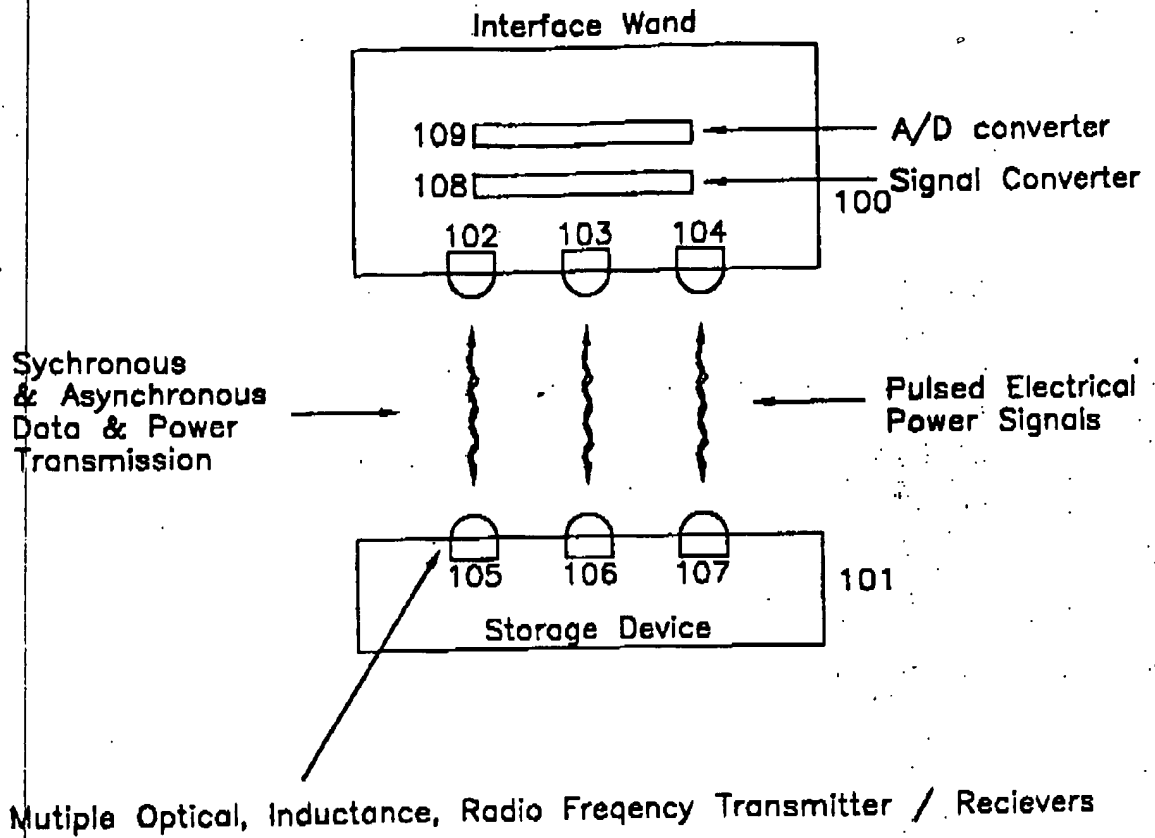 Interface Wand
109
A/D converter
108
Signal Converter
100
102 103 104
Sychronous
& Asynchronous
Data & Power
Transmission
Pulsed Electrical
Power Signals
105 106 107
101
Storage Device
Mutiple Optical, Inductance, Radio Freqency Transmitter / Recievers